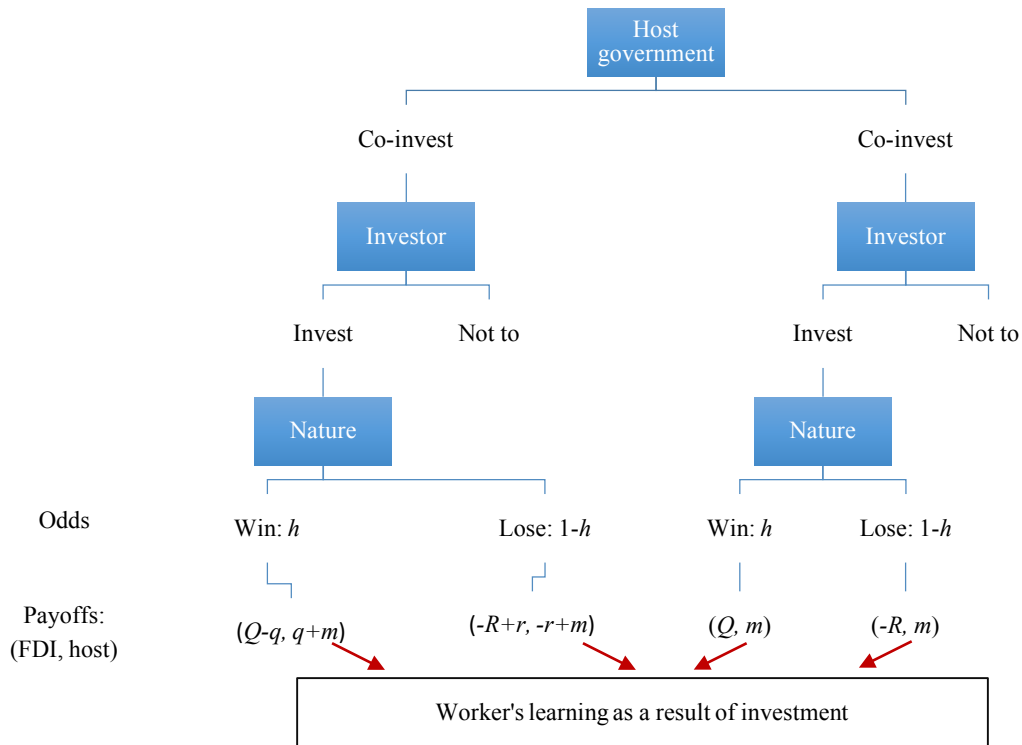 Host
government
Co-invest Co-invest
Investor Investor
Invest Not to Invest Not to
Nature Nature
Odds Win: h Lose: 1-h Win: h Lose: 1-h
Payoffs:
(FDI, host) (Q-q, q+m) (-R+r, -r+m) (Q, m) (-R, m)
Worker's learning as a result of investment